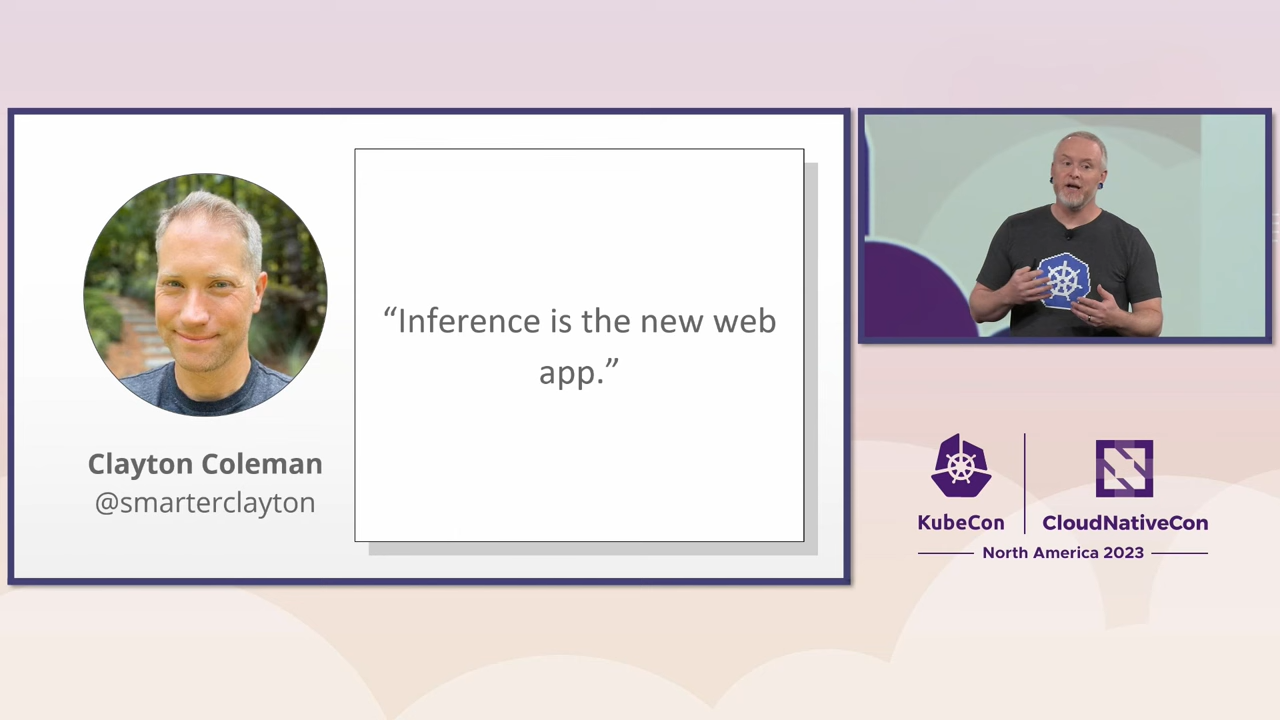 “Inference is the new web
app.”
Clayton Coleman
@smarterclayton
KubeCon
CloudNativeCon
North America 2023